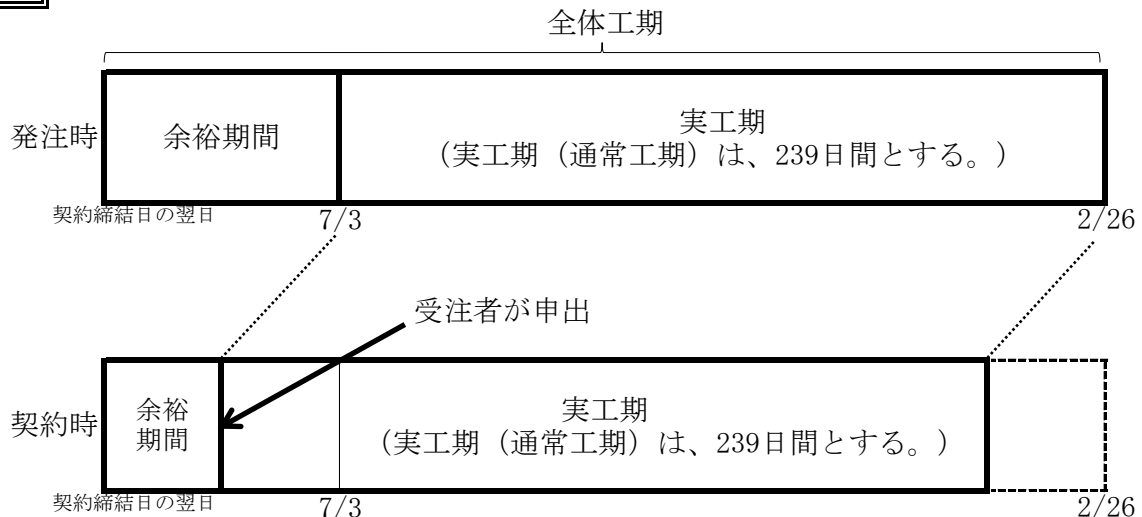 全体工期
発注時
余裕期間
実工期
（実工期（通常工期）は、239日間とする。）
契約締結日の翌日
7/3
2/26
受注者が申出
契約時
余裕
期間
実工期
（実工期（通常工期）は、239日間とする。）
契約締結日の翌日
7/3
2/26